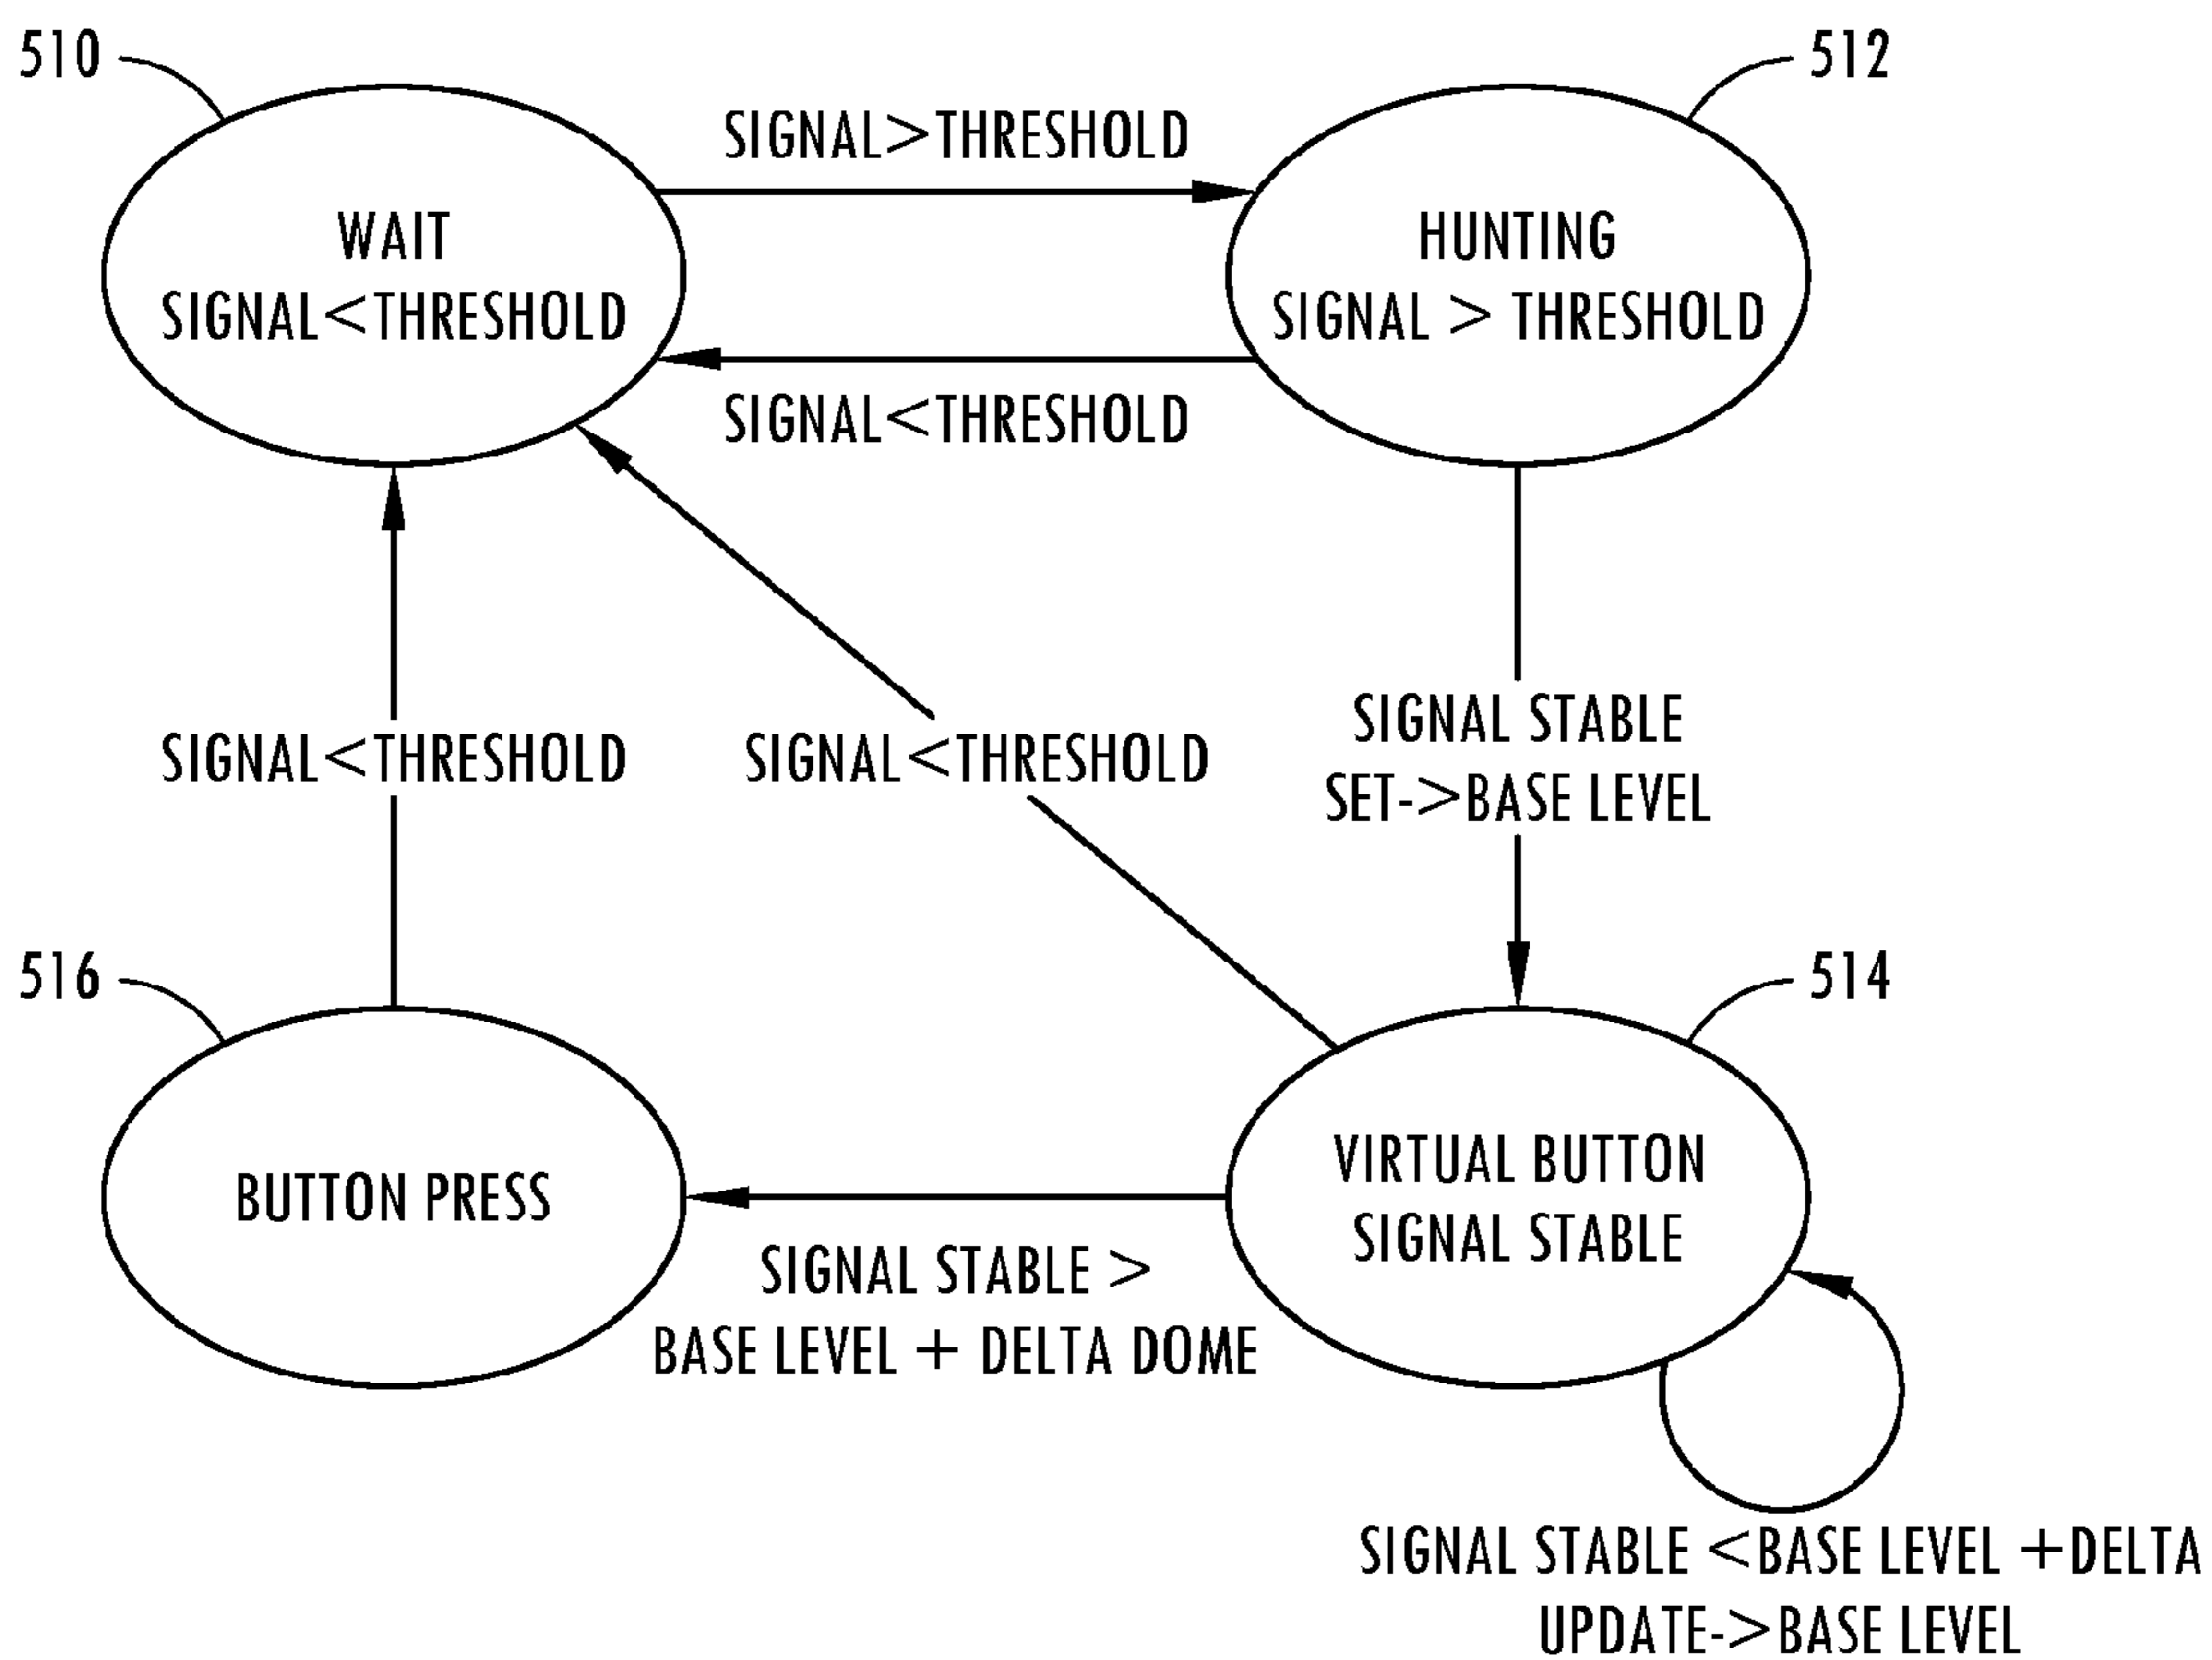 510
512
SIGNAL>THRESHOLD
WAIT
SIGNAL<THRESHOLD
HUNTING
SIGNAL > THRESHOLD
SIGNAL<THRESHOLD
SIGNAL<THRESHOLD
SIGNAL<THRESHOLD
SIGNAL STABLE
SET->BASE LEVEL
516
514
BUTTON PRESS
VIRTUAL BUTTON
SIGNAL STABLE
SIGNAL STABLE >
BASE LEVEL + DELTA DOME
SIGNAL STABLE <BASE LEVEL +DELTA
UPDATE->BASE LEVEL